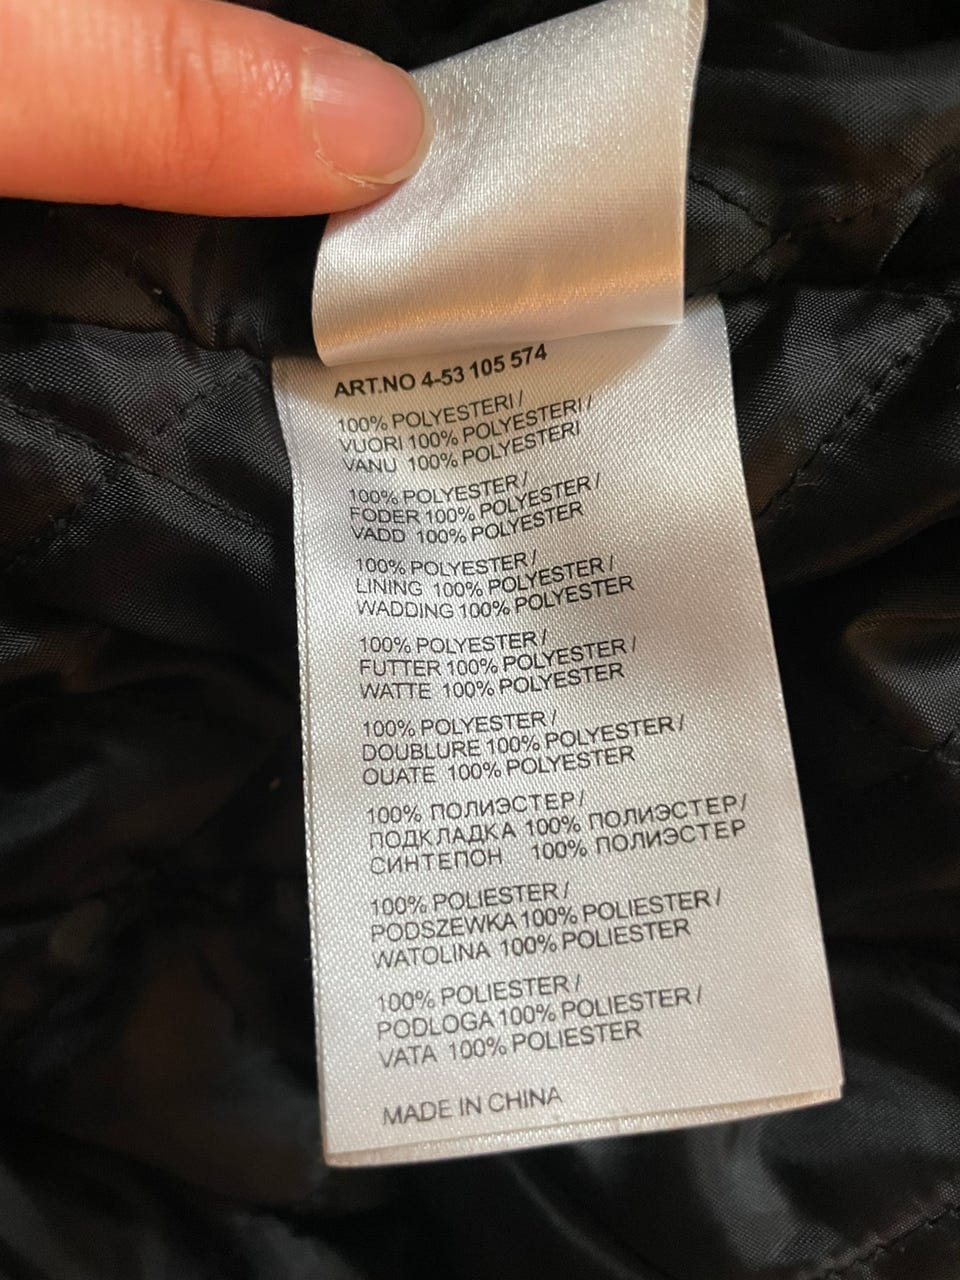 ART.NO 4-53 105 574
100% POLYESTERI /
VUORI 100% POLYESTERI /
VANU 100% POLYESTERI
100% POLYESTER /
FODER 100% POLYESTER /
VADD 100% POLYESTER
100% POLYESTER /
LINING 100% POLYESTER /
WADDING 100% POLYESTER
100% POLYESTER /
FUTTER 100% POLYESTER /
WATTE 100% POLYESTER
100% POLYESTER /
DOUBLURE 100% POLYESTER /
OUATE 100% POLYESTER
100% ПОЛИЭСТЕР/
ПОДКЛАДКА 100% ПОЛИЭСТЕР/
СИНТЕПОН 100% ПОЛИЭСТЕР
100% POLIESTER /
PODSZEWKA 100% POLIESTER /
WATOLINA 100% POLIESTER
100% POLIESTER /
PODLOGA 100% POLIESTER /
VATA 100% POLIESTER
MADE IN CHINA